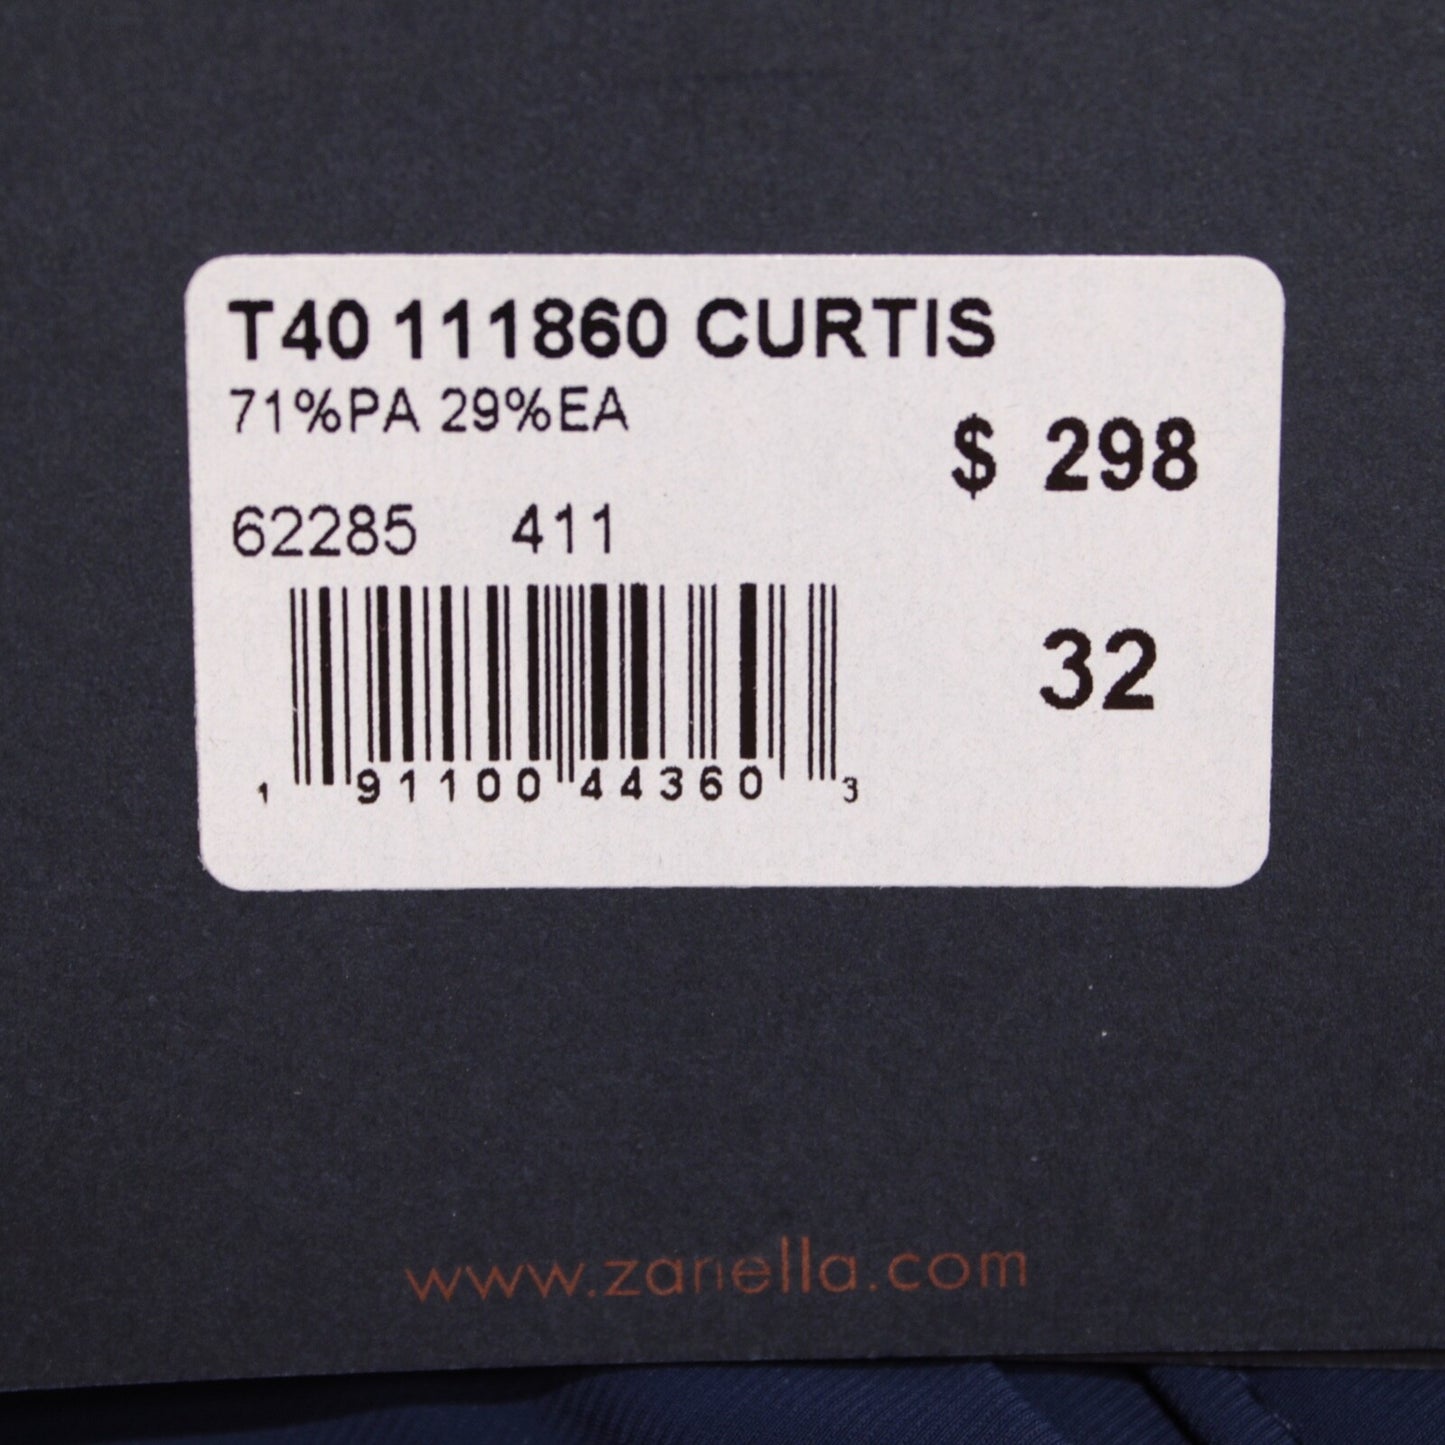 T40 111860 CURTIS
71%PA 29%EA
$ 298
62285 411
32
1 91100 44360 3
www.zanella.com